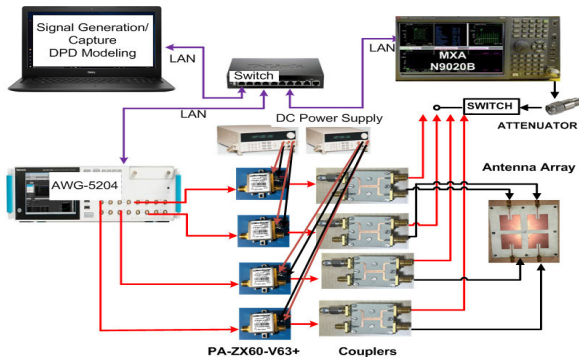 Signal Generation/
Capture
DPD Modeling
LAN
Switch
LAN
MXA
N9020B
LAN
SWITCH
ATTENUATOR
DC Power Supply
AWG-5204
Antenna Array
PA-ZX60-V63+
Couplers